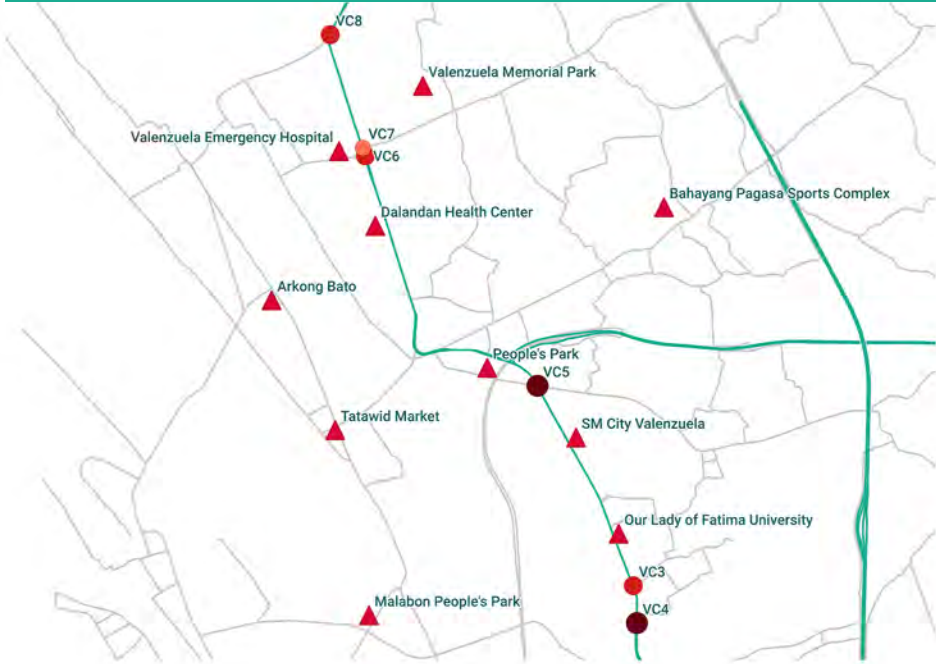 VC8
Valenzuela Memorial Park
VC7
Valenzuela Emergency Hospital
VC6
Bahayang Pagasa Sports Complex
Dalandan Health Center
Arkong Bato
People's Park
VC5
Tatawid Market
SM City Valenzuela
Our Lady of Fatima University
VC3
Malabon People's Park
VC4